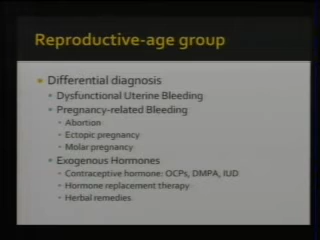 Reproductive-age group
Differential diagnosis
Dysfunctional Uterine Bleeding
Pregnancy-related Bleeding
Abortion
Ectopic pregnancy
Molar pregnancy
Exogenous Hormones
Contraceptive hormone: OCPs, DMPA, IUD
Hormone replacement therapy
Herbal remedies